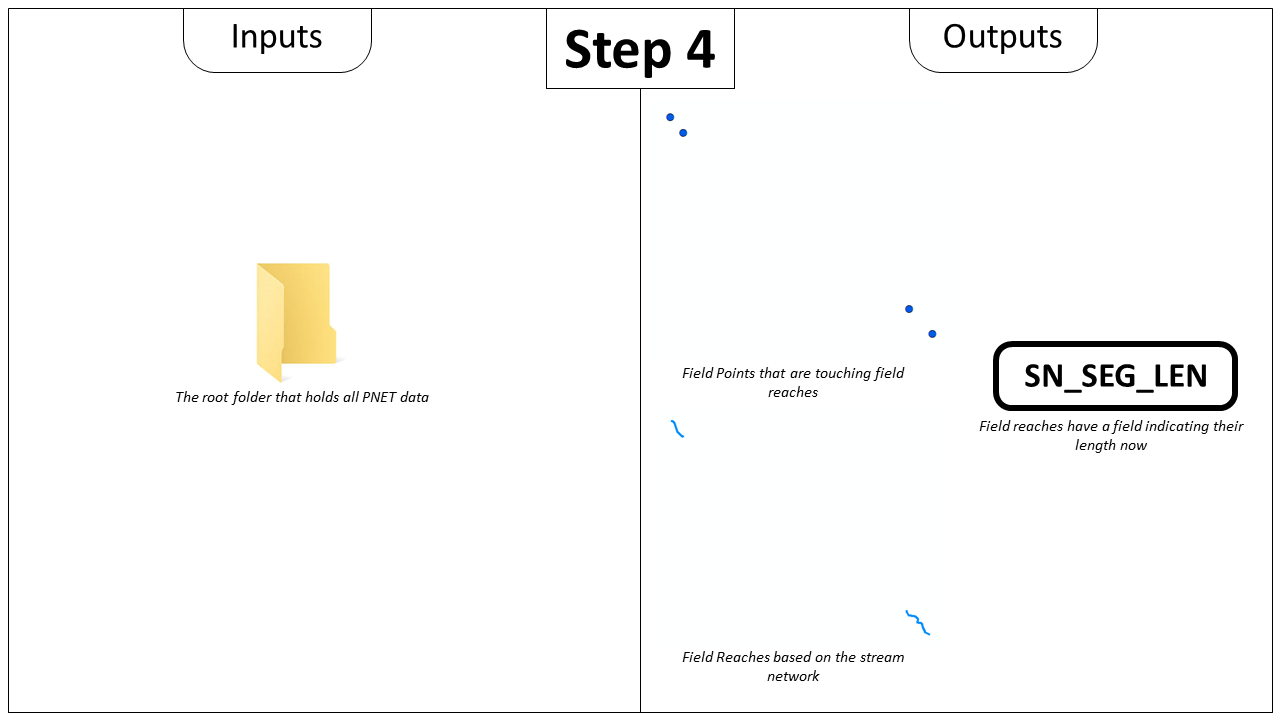 Inputs
Step 4
Outputs
The root folder that holds all PNET data
Field Points that are touching field
reaches
SN_SEG_LEN
Field reaches have a field indicating their
length now
Field Reaches based on the stream
network